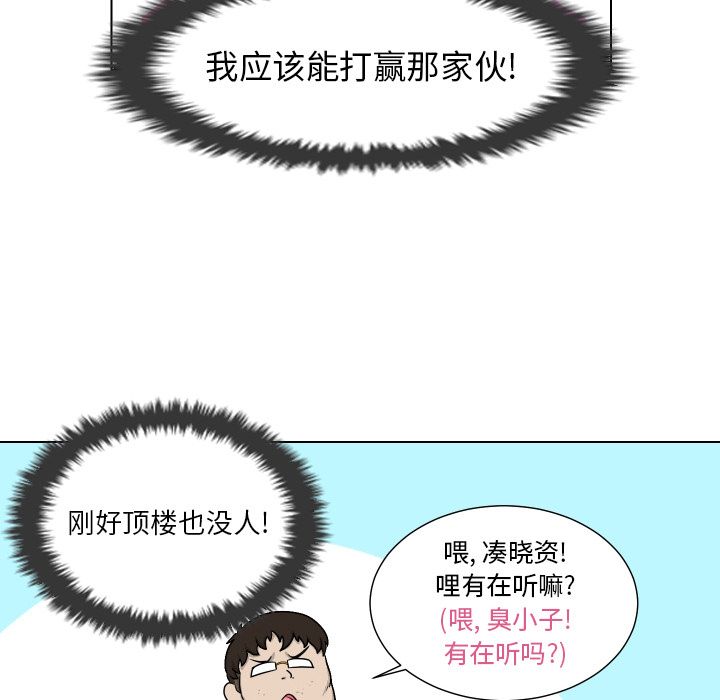 我应该能打赢那家伙!
刚好顶楼也没人!
喂, 凑晓资!
哩有在听嘛?
(喂, 臭小子!
有在听吗?)